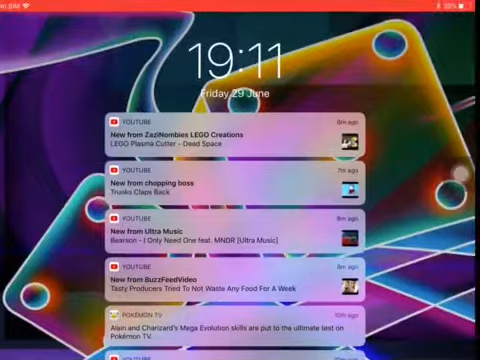 No SIM
19:11
Friday 29 June
YOUTUBE 6m ago
New from ZaziNombies LEGO Creations
LEGO Plasma Cutter - Dead Space
YOUTUBE 7m ago
New from chopping boss
Trunks Claps Back
YOUTUBE 8m ago
New from Ultra Music
Bearson - I Only Need One feat. MNDR [Ultra Music]
YOUTUBE 8m ago
New from BuzzFeedVideo
Tasty Producers Tried To Not Waste Any Food For A Week
POKÉMON TV 10m ago
Alain and Charizard's Mega Evolution skills are put to the ultimate test on
Pokémon TV.
YOUTUBE